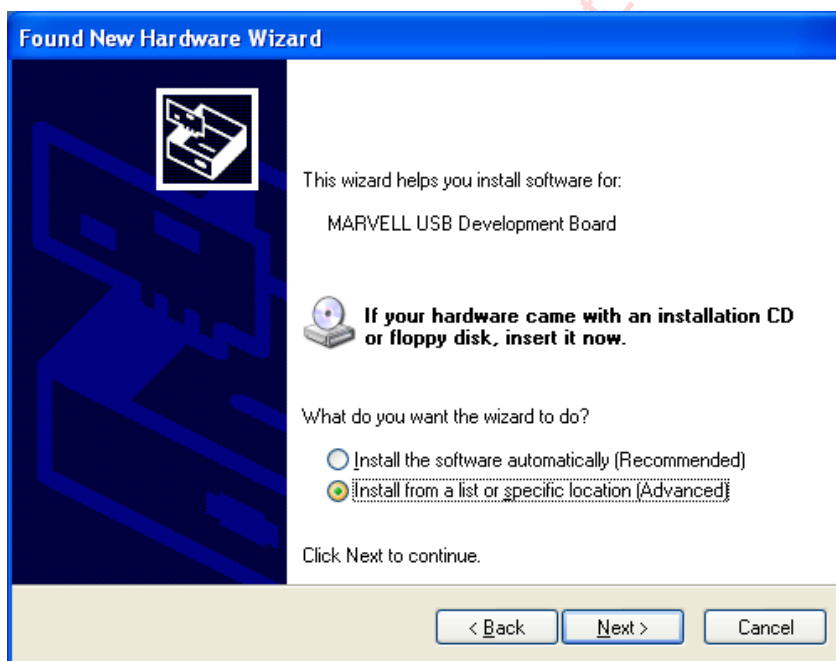 Found New Hardware Wizard
This wizard helps you install software for:
MARVELL USB Development Board
If your hardware came with an installation CD
or floppy disk, insert it now.
What do you want the wizard to do?
Install the software automatically (Recommended)
Install from a list or specific location (Advanced)
Click Next to continue.
< Back
Next >
Cancel